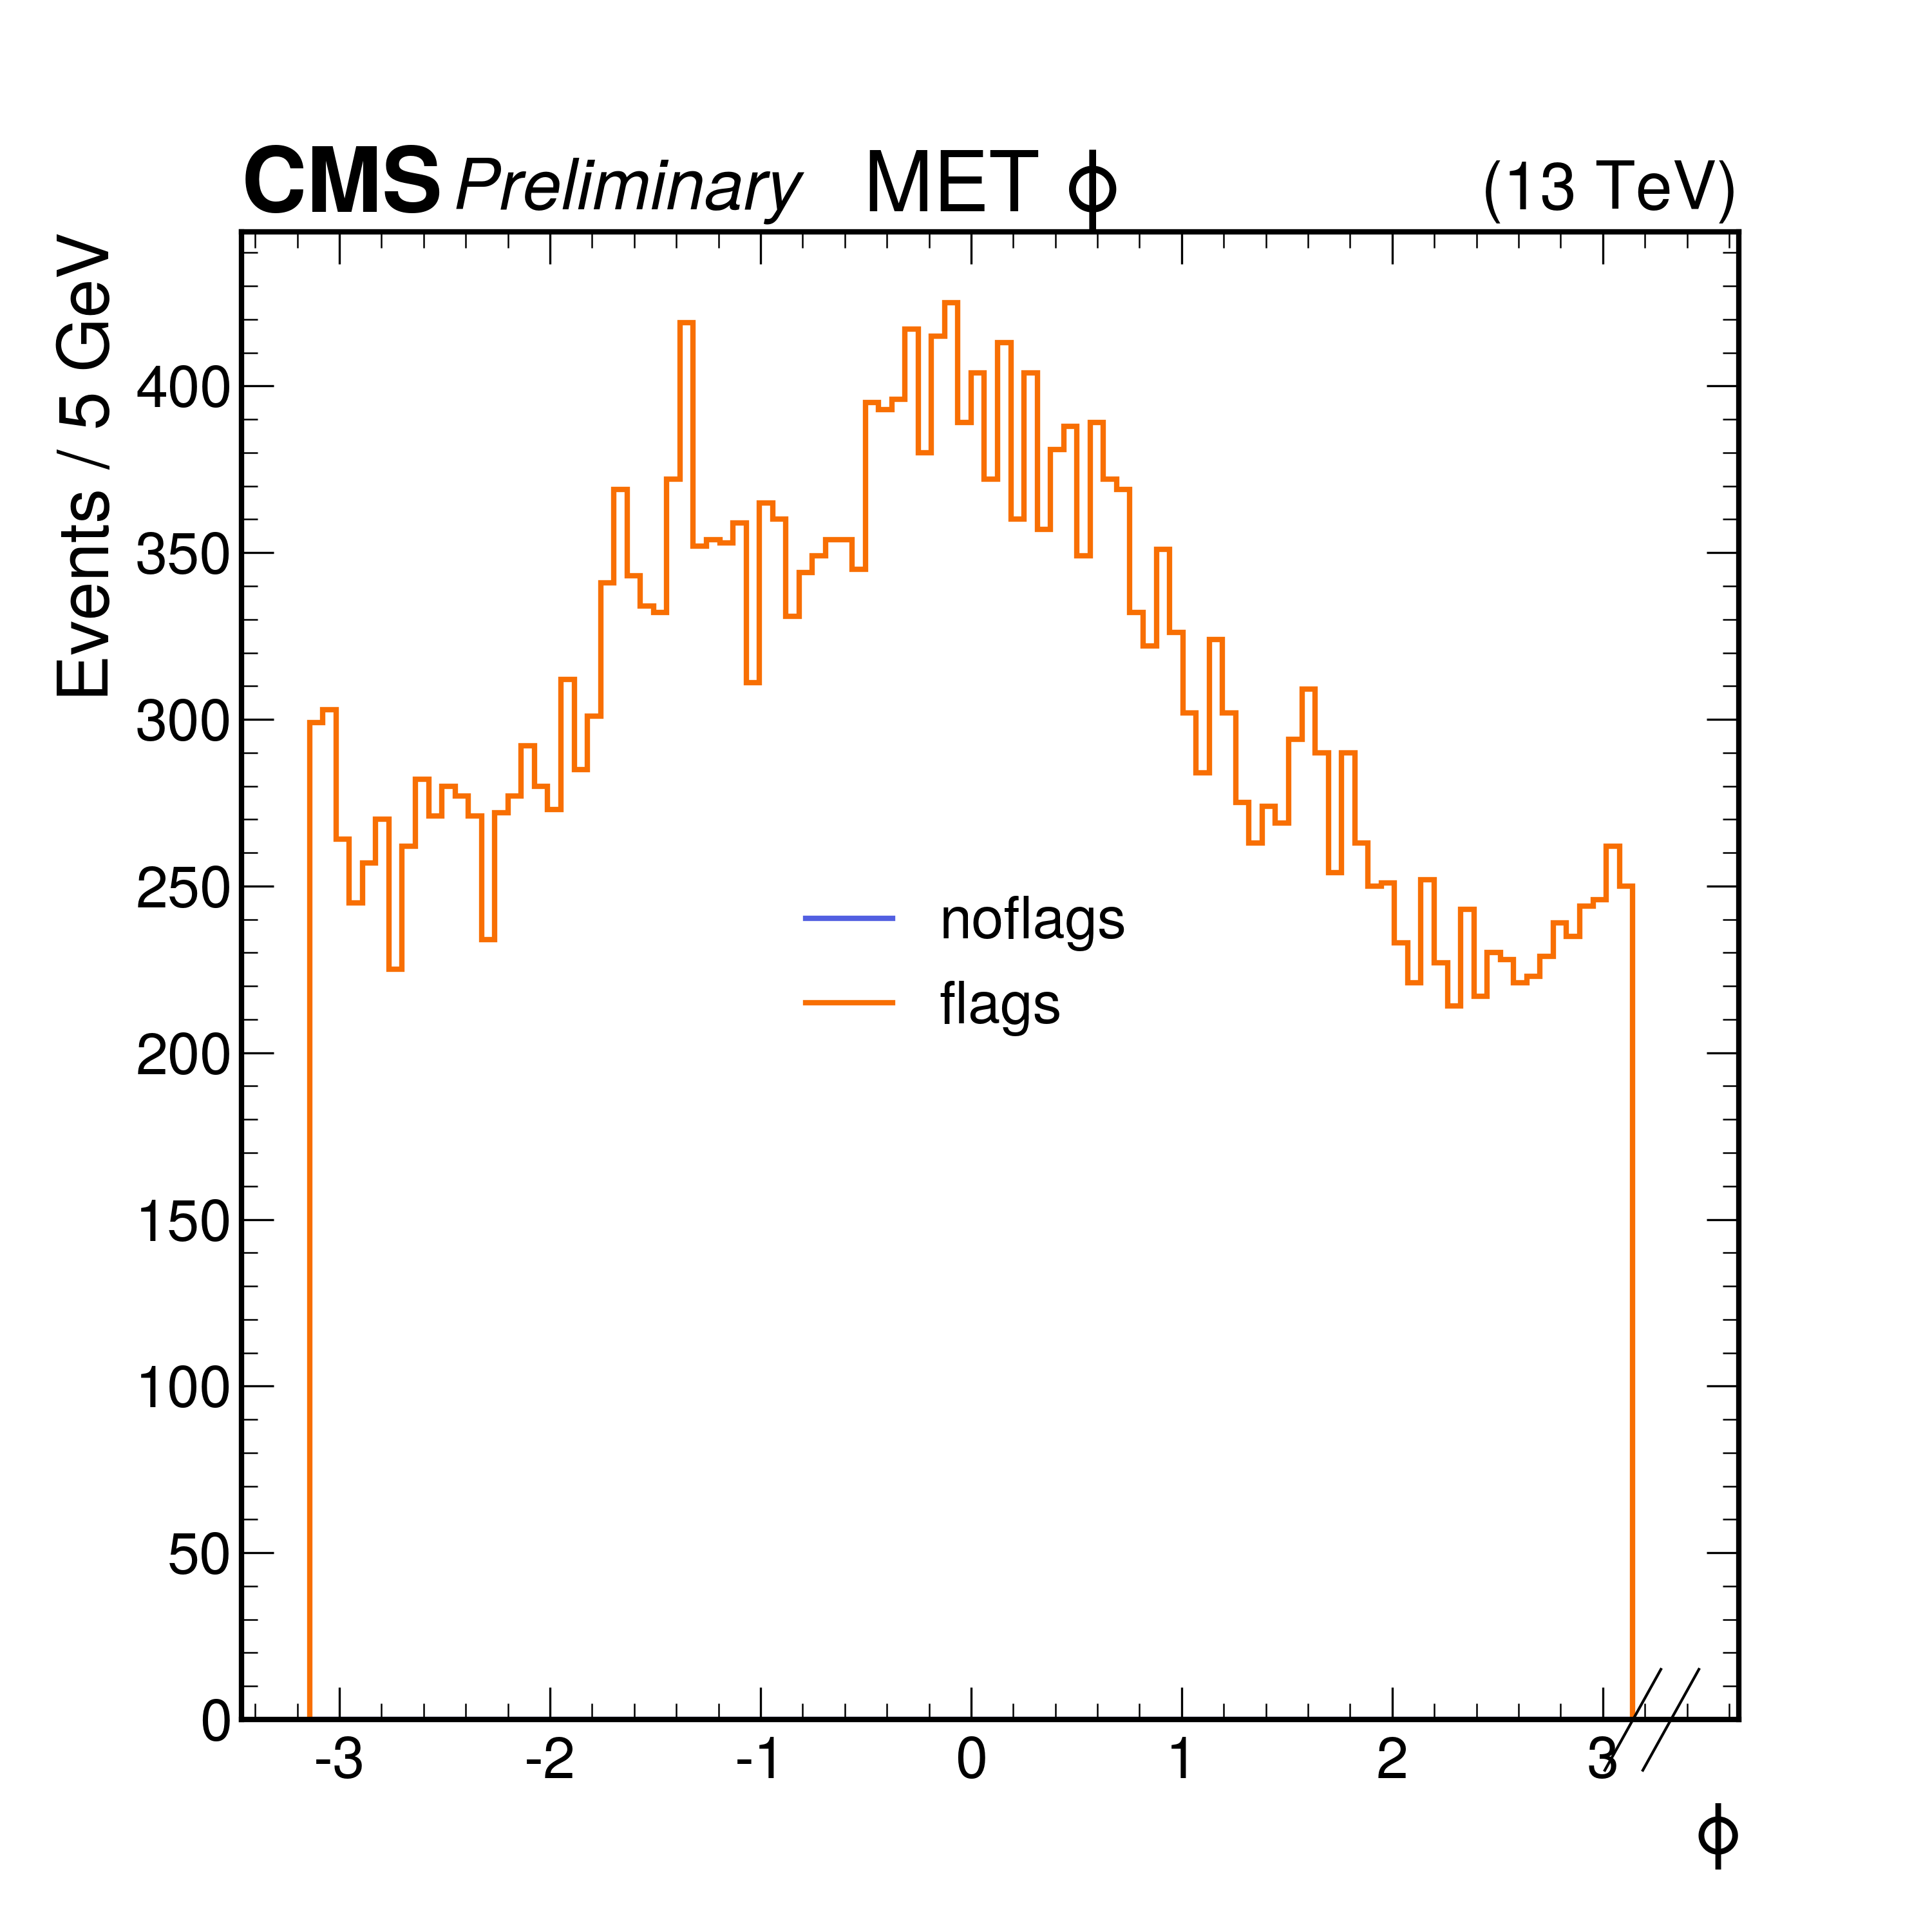 CMS Preliminary MET ϕ (13 TeV)
Events / 5 GeV
400
350
300
250
200
150
100
50
0
noflags
flags
-3 -2 -1 0 1 2 3
ϕ